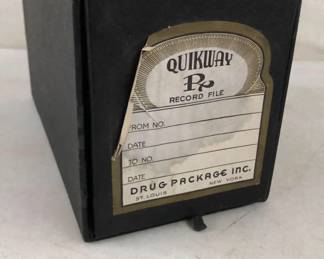 QUIKWAY
Rx
RECORD FILE
FROM NO.
DATE
TO NO.
DATE
DRUG PACKAGE INC.
ST. LOUIS NEW YORK